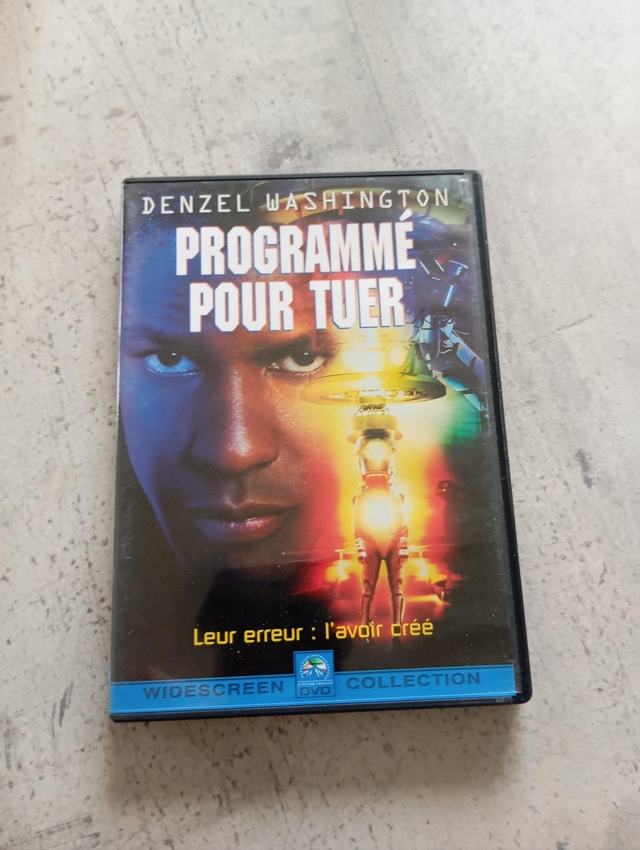 DENZEL WASHINGTON
PROGRAMMÉ
POUR TUER
Leur erreur : l'avoir créé
WIDESCREEN DVD COLLECTION